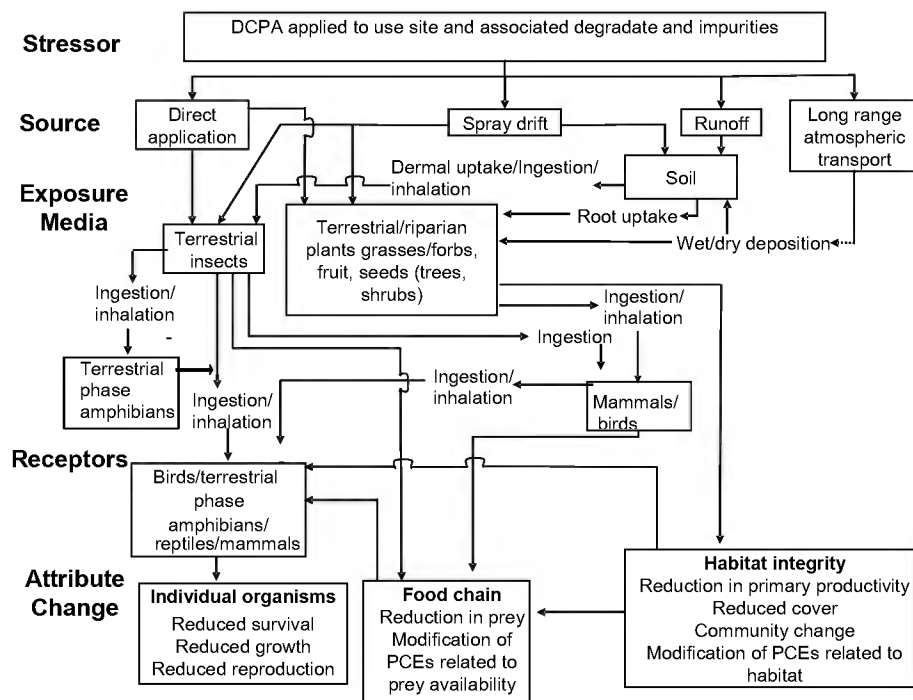 Stressor
DCPA applied to use site and associated degradate and impurities
Source
Direct
application
Spray drift
Runoff
Long range
atmospheric
transport
Exposure
Media
Dermal uptake/Ingestion/
inhalation
Soil
Root uptake
Wet/dry deposition
Terrestrial
insects
Terrestrial/riparian
plants grasses/forbs,
fruit, seeds (trees,
shrubs)
Ingestion/
inhalation
Ingestion/
inhalation
Ingestion
Terrestrial
phase
amphibians
Ingestion/
inhalation
Ingestion/
inhalation
Mammals/
birds
Receptors
Birds/terrestrial
phase
amphibians/
reptiles/mammals
Attribute
Change
Individual organisms
Reduced survival
Reduced growth
Reduced reproduction
Food chain
Reduction in prey
Modification of
PCEs related to
prey availability
Habitat integrity
Reduction in primary productivity
Reduced cover
Community change
Modification of PCEs related to
habitat